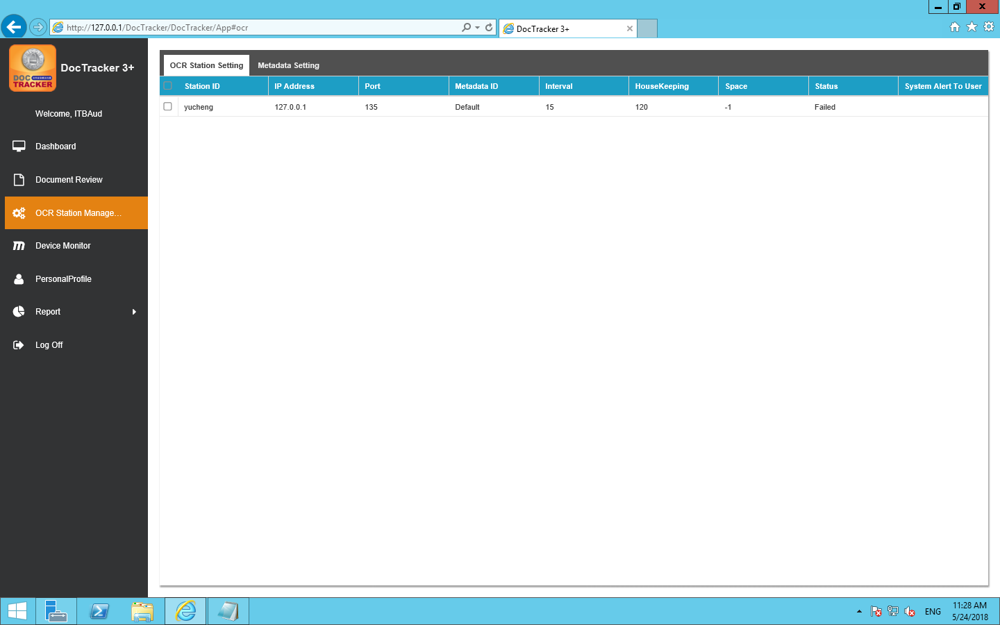 http://127.0.0.1/DocTracker/DocTracker/App#ocr
DocTracker 3+
DOC
TRACKER
DocTracker 3+
Welcome, ITBAud
Dashboard
Document Review
OCR Station Manage...
Device Monitor
PersonalProfile
Report
Log Off
OCR Station Setting Metadata Setting
Station ID IP Address Port Metadata ID Interval HouseKeeping Space Status System Alert To User
yucheng 127.0.0.1 135 Default 15 120 -1 Failed
ENG
11:28 AM
5/24/2018